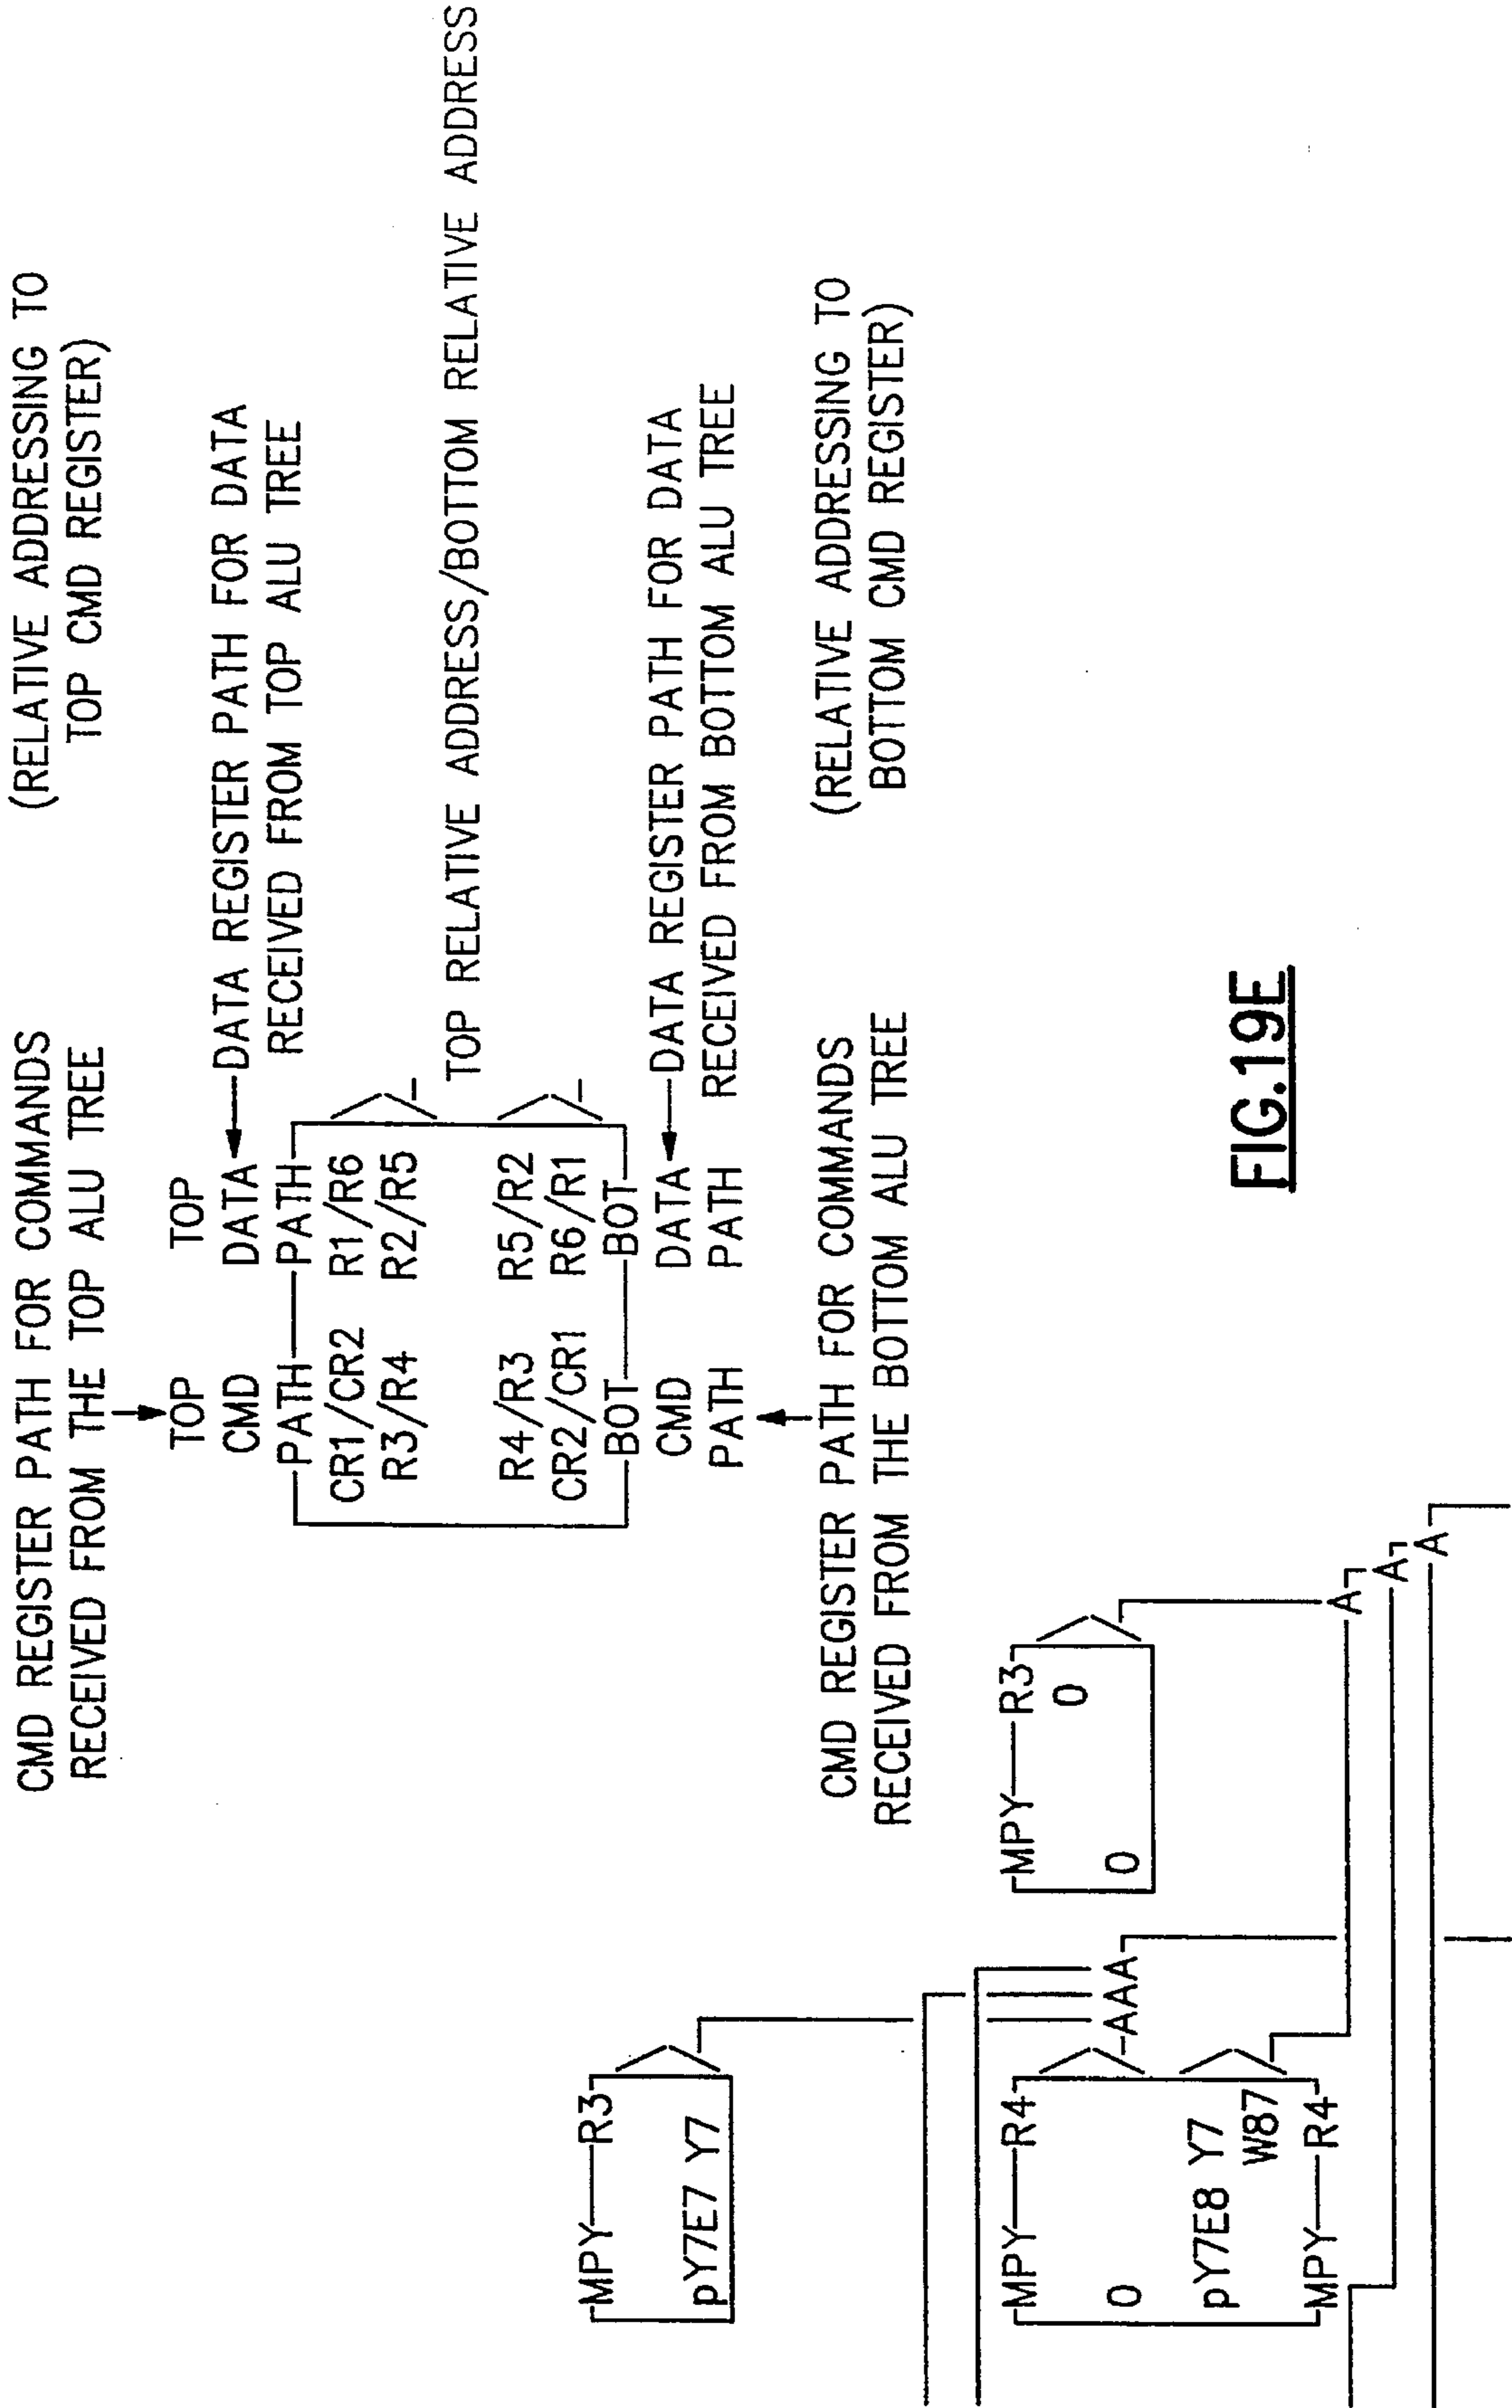 CMD REGISTER PATH FOR COMMANDS
RECEIVED FROM THE TOP ALU TREE
(RELATIVE ADDRESSING TO
TOP CMD REGISTER)
TOP TOP
CMD DATA
PATH PATH
DATA REGISTER PATH FOR DATA
RECEIVED FROM TOP ALU TREE
CR1/CR2 R1/R6
R3/R4 R2/R5
TOP RELATIVE ADDRESS/BOTTOM RELATIVE ADDRESS
R4/R3 R5/R2
CR2/CR1 R6/R1
BOT BOT
CMD DATA
PATH PATH
DATA REGISTER PATH FOR DATA
RECEIVED FROM BOTTOM ALU TREE
CMD REGISTER PATH FOR COMMANDS
RECEIVED FROM THE BOTTOM ALU TREE
(RELATIVE ADDRESSING TO
BOTTOM CMD REGISTER)
MPY R3
pY7E7 Y7
MPY R4
0
pY7E8 Y7
W87
MPY R4
AAA
MPY R3
0
0
A
A
A
FIG.19E